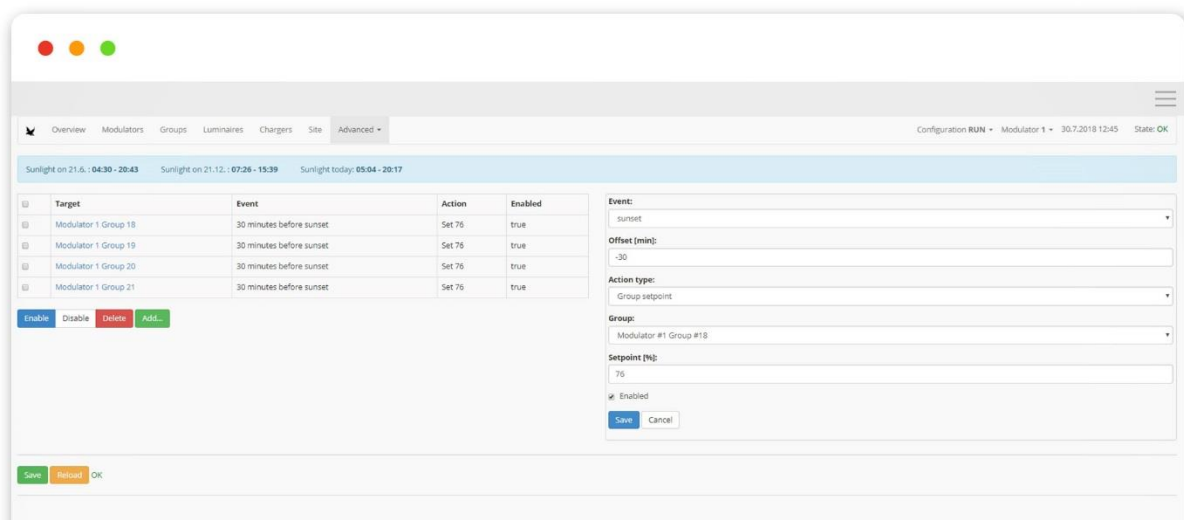 Overview Modulators Groups Luminaires Chargers Site Advanced Configuration RUN Modulator 1 30.7.2018 12:45 State: OK
Sunlight on 21.6. : 04:30 - 20:43 Sunlight on 21.12. : 07:26 - 15:39 Sunlight today: 05:04 - 20:17
Target Event Action Enabled
Modulator 1 Group 18 30 minutes before sunset Set 76 true
Modulator 1 Group 19 30 minutes before sunset Set 76 true
Modulator 1 Group 20 30 minutes before sunset Set 76 true
Modulator 1 Group 21 30 minutes before sunset Set 76 true
Enable Disable Delete Add...
Event:
sunset
Offset [min]:
-30
Action type:
Group setpoint
Group:
Modulator #1 Group #18
Setpoint [%]:
76
Enabled
Save Cancel
Save Reload OK